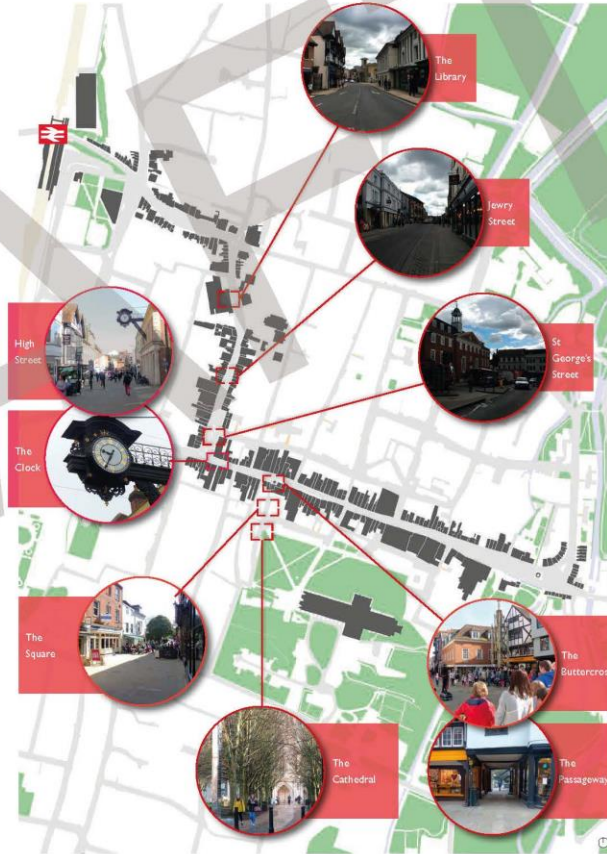 The
Library
Jewry
Street
St
George's
Street
High
Street
The
Clock
The
Square
The
Buttercros
The
Cathedral
The
Passageway